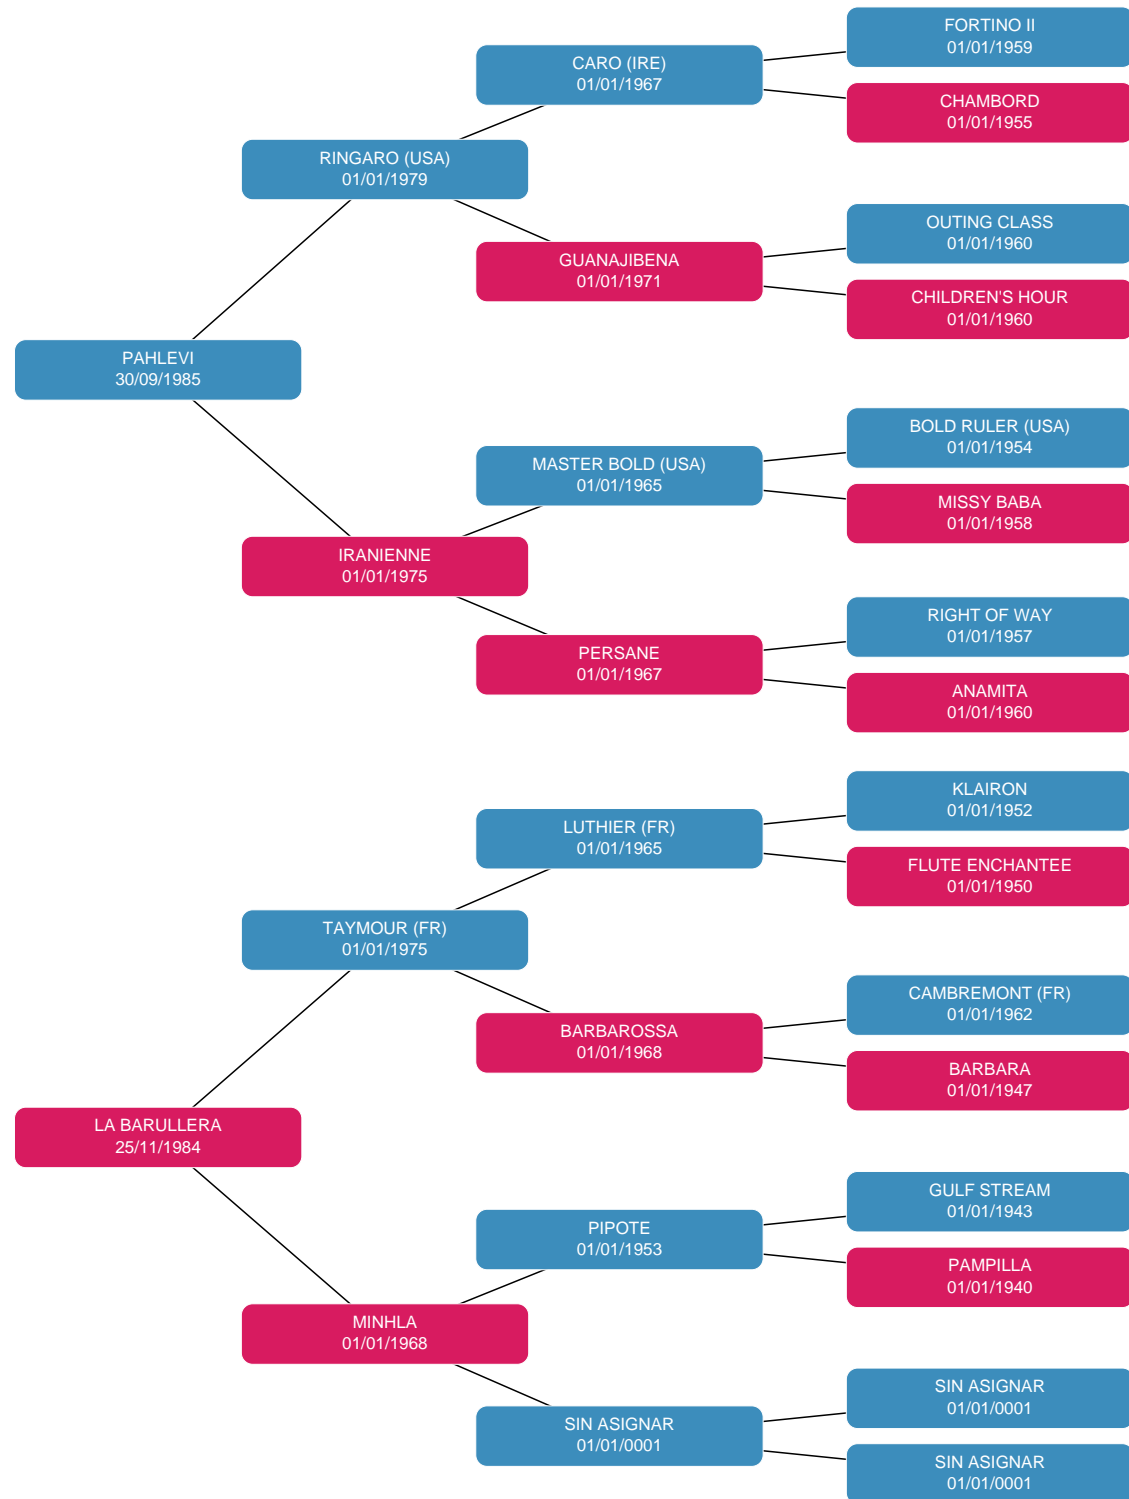 FORTINO II
01/01/1959
CARO (IRE)
01/01/1967
CHAMBORD
01/01/1955
RINGARO (USA)
01/01/1979
OUTING CLASS
01/01/1960
GUANAJIBENA
01/01/1971
CHILDREN'S HOUR
01/01/1960
PAHLEVI
30/09/1985
BOLD RULER (USA)
01/01/1954
MASTER BOLD (USA)
01/01/1965
MISSY BABA
01/01/1958
IRANIENNE
01/01/1975
RIGHT OF WAY
01/01/1957
PERSANE
01/01/1967
ANAMITA
01/01/1960
KLAIRON
01/01/1952
LUTHIER (FR)
01/01/1965
FLUTE ENCHANTEE
01/01/1950
TAYMOUR (FR)
01/01/1975
CAMBREMONT (FR)
01/01/1962
BARBAROSSA
01/01/1968
BARBARA
01/01/1947
LA BARULLERA
25/11/1984
GULF STREAM
01/01/1943
PIPOTE
01/01/1953
PAMPILLA
01/01/1940
MINHLA
01/01/1968
SIN ASIGNAR
01/01/0001
SIN ASIGNAR
01/01/0001
SIN ASIGNAR
01/01/0001